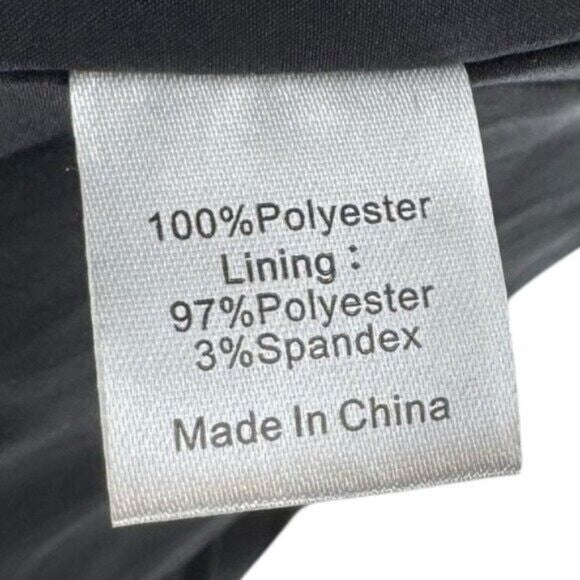 100%Polyester
Lining :
97%Polyester
3%Spandex
Made In China